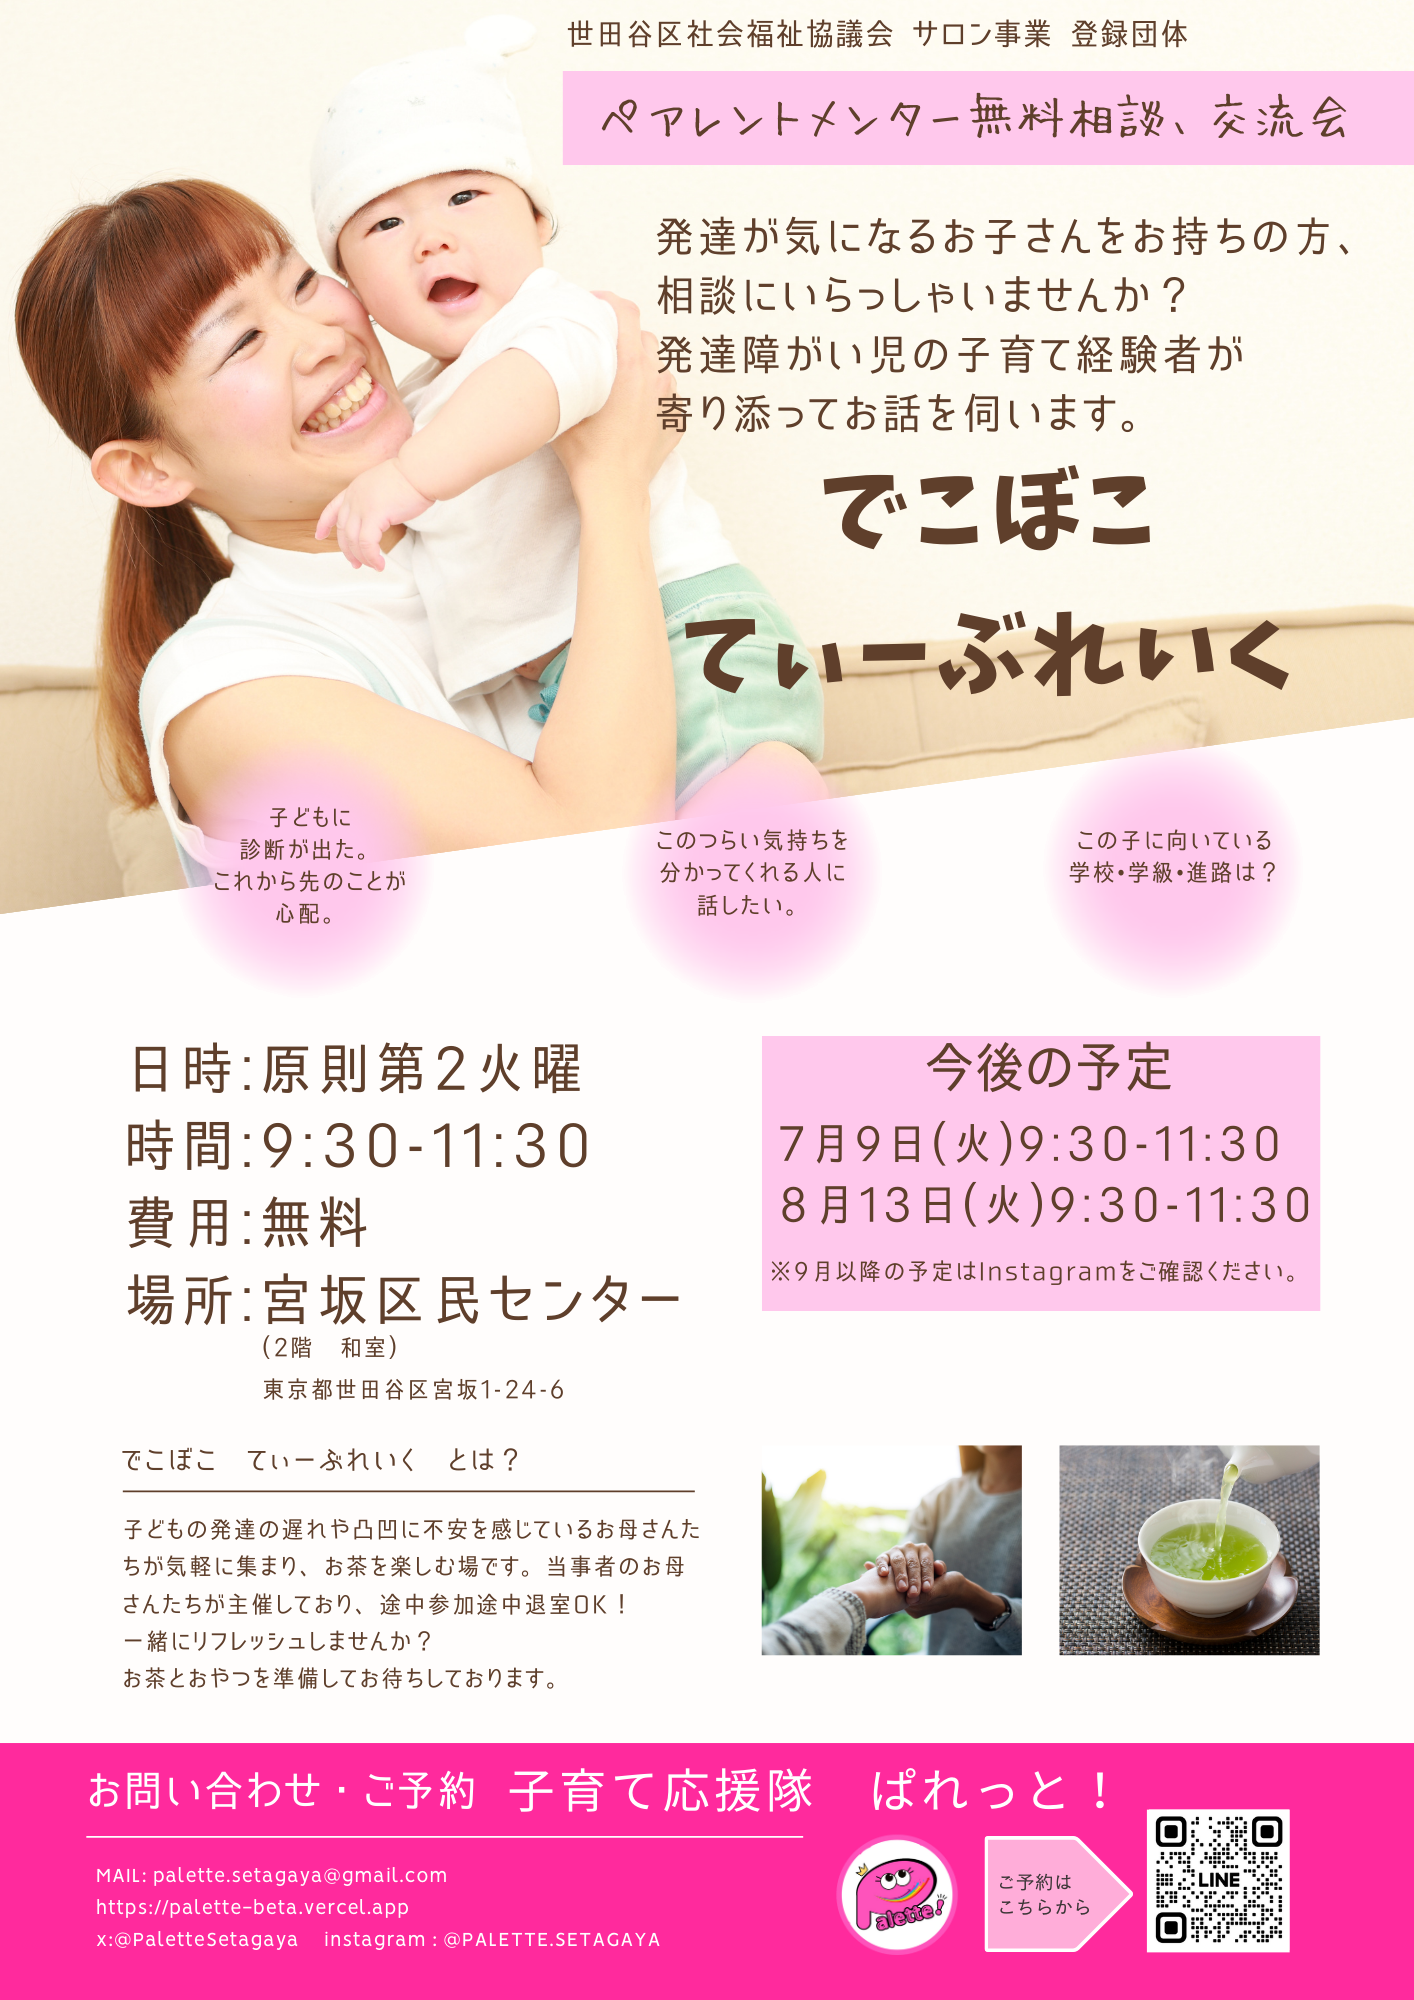 世田谷区社会福祉協議会 サロン事業 登録団体
ペアレントメンター無料相談、交流会
発達が気になるお子さんをお持ちの方、
相談にいらっしゃいませんか？
発達障がい児の子育て経験者が
寄り添ってお話を伺います。
でこぼこ
てぃーぶれいく
子どもに
診断が出た。
これから先のことが
心配。
このつらい気持ちを
分かってくれる人に
話したい。
この子に向いている
学校・学級・進路は？
日時:原則第2火曜
時間:9:30-11:30
費用:無料
場所:宮坂区民センター
(2階　和室)
東京都世田谷区宮坂1-24-6
今後の予定
7月9日(火)9:30-11:30
8月13日(火)9:30-11:30
※9月以降の予定はInstagramをご確認ください。
でこぼこ　てぃーぶれいく　とは？
子どもの発達の遅れや凸凹に不安を感じているお母さんた
ちが気軽に集まり、お茶を楽しむ場です。当事者のお母
さんたちが主催しており、途中参加途中退室OK！
一緒にリフレッシュしませんか？
お茶とおやつを準備してお待ちしております。
お問い合わせ・ご予約 子育て応援隊　ぱれっと！
MAIL: palette.setagaya@gmail.com
https://palette-beta.vercel.app
x:@PaletteSetagaya instagram : @PALETTE.SETAGAYA
Palette!
ご予約は
こちらから
LINE